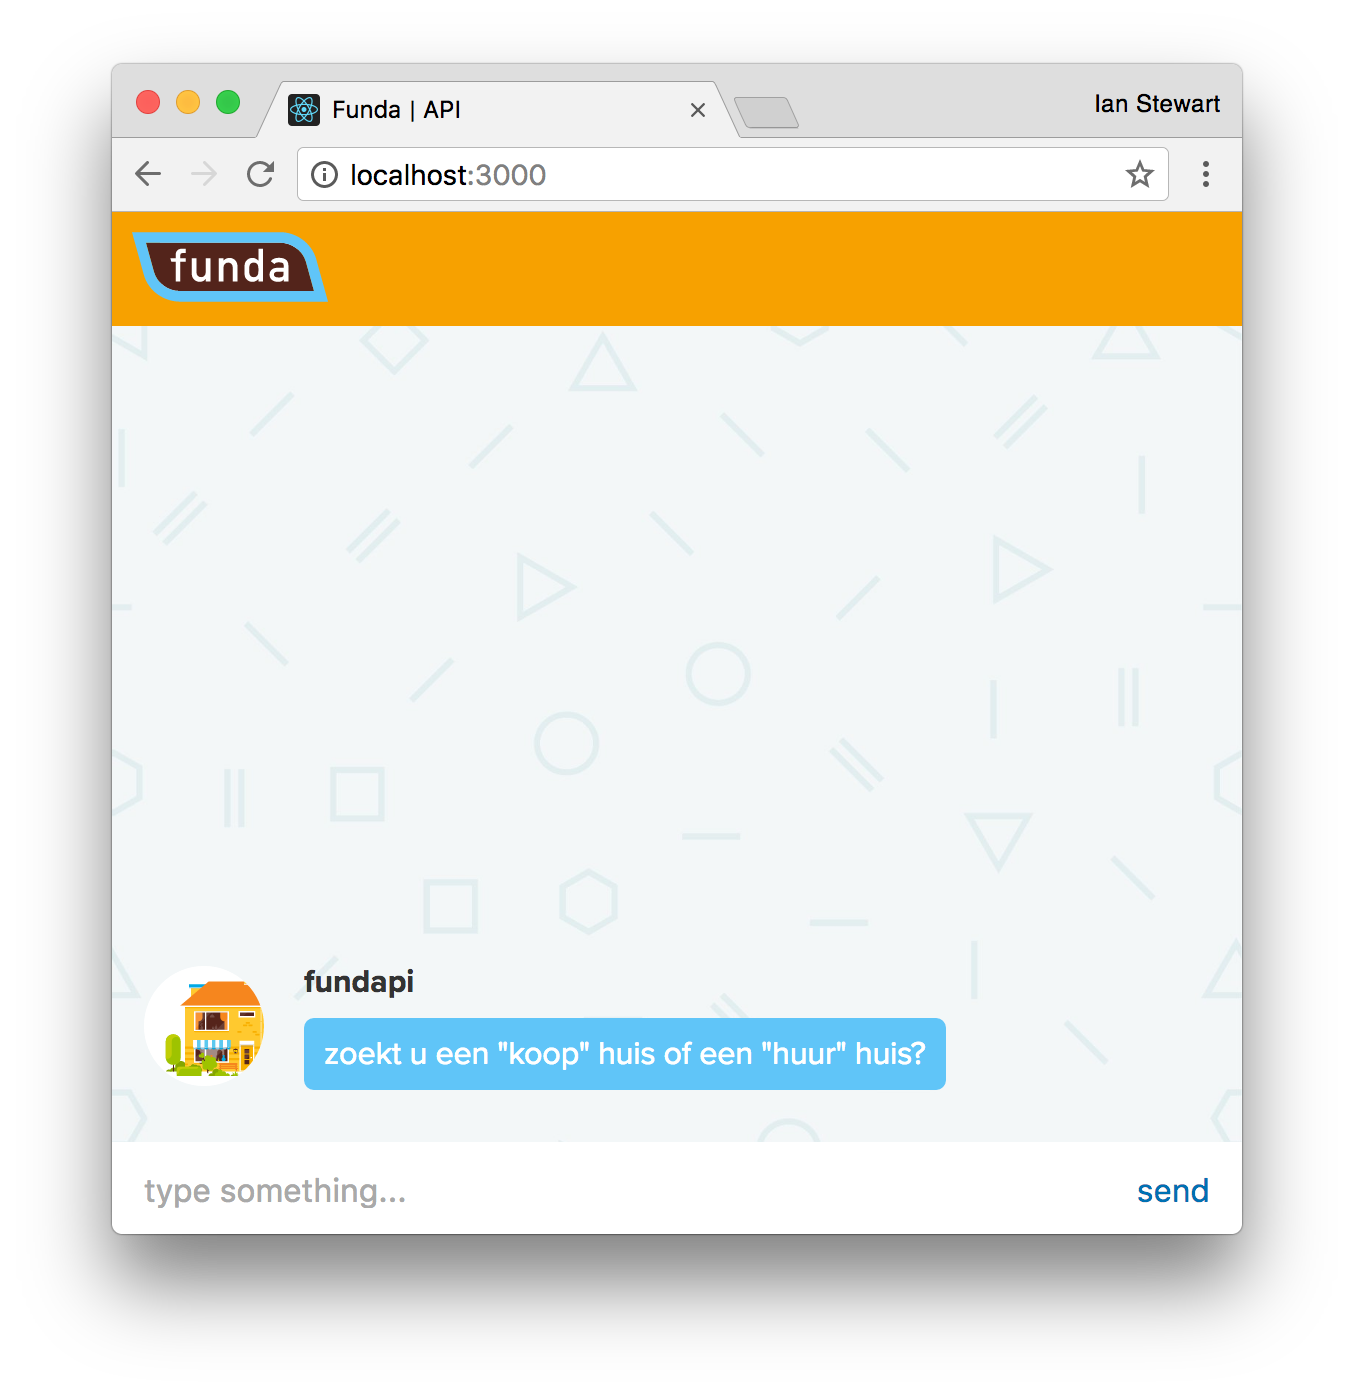 Funda | API
Ian Stewart
localhost:3000
funda
fundapi
zoekt u een "koop" huis of een "huur" huis?
type something...
send